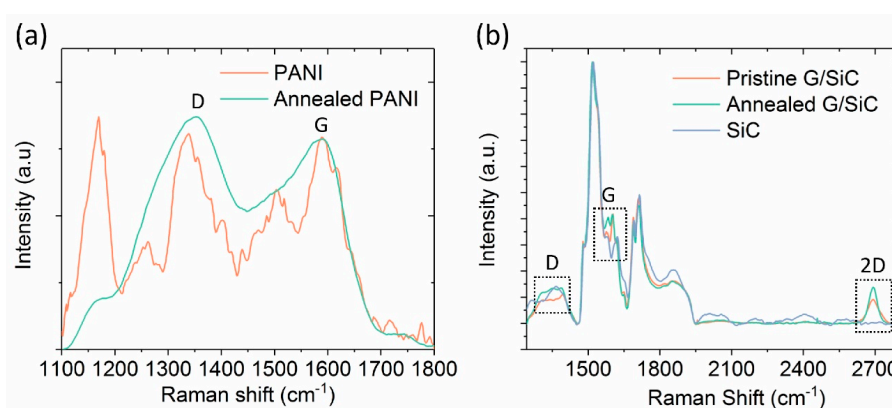 (a)
PANI
Annealed PANI
D
G
Intensity (a.u)
1100 1200 1300 1400 1500 1600 1700 1800
Raman shift (cm⁻¹)
(b)
Pristine G/SiC
Annealed G/SiC
SiC
G
D
2D
Intensity (a.u.)
1500 1800 2100 2400 2700
Raman Shift (cm⁻¹)